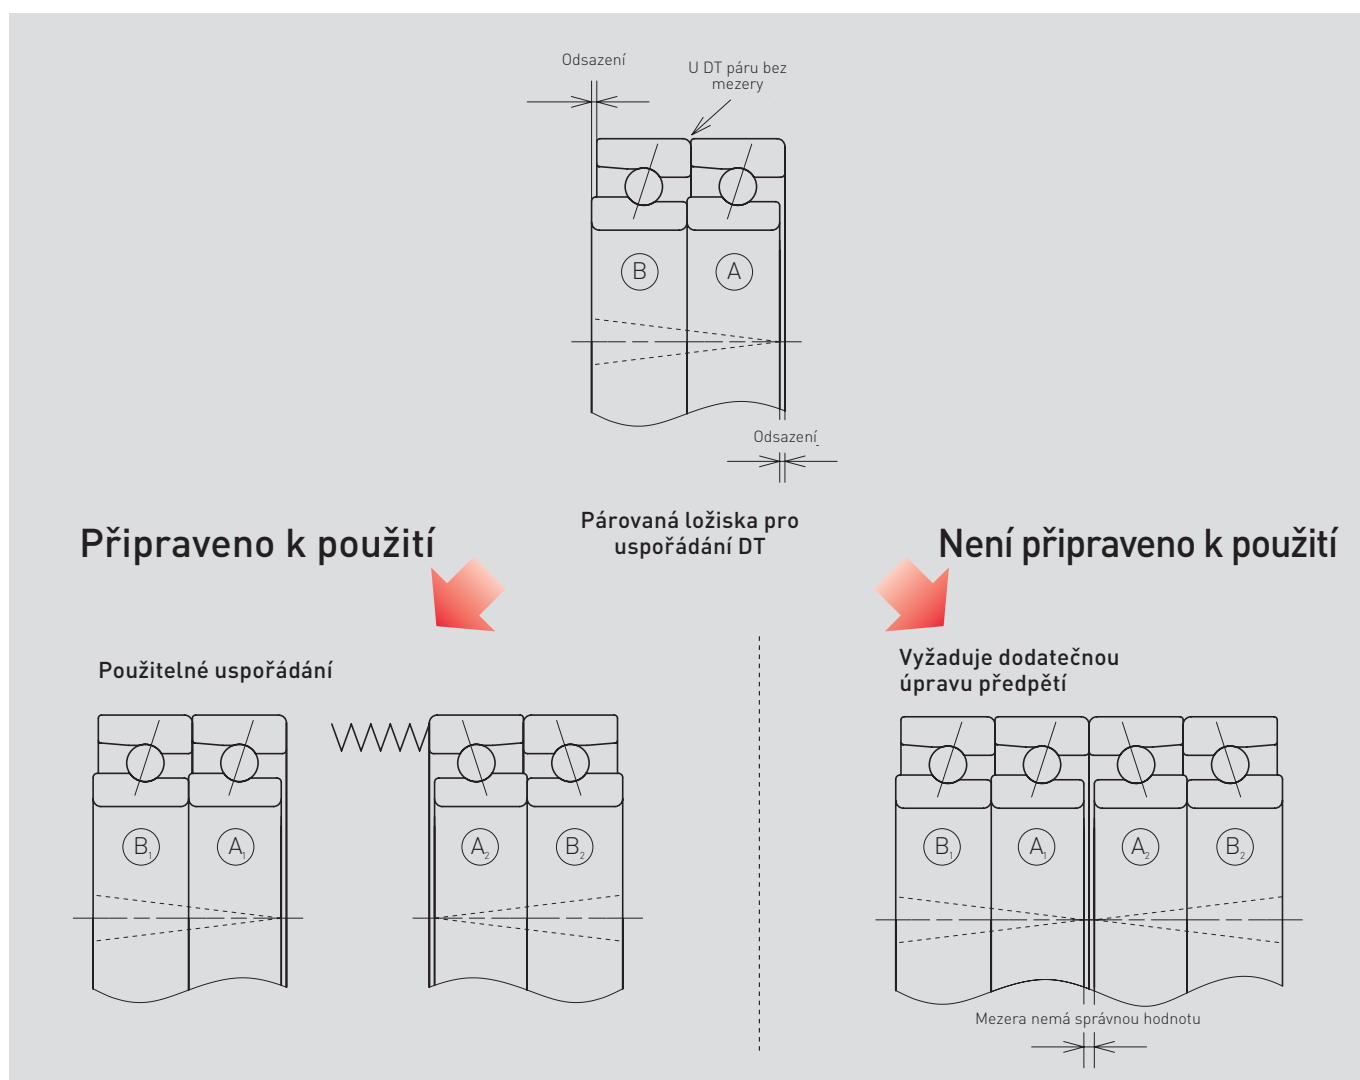 Odsazení
U DT páru bez
mezery
B
A
Odsazení
Párovaná ložiska pro
uspořádání DT
Připraveno k použití
Není připraveno k použití
Použitelné uspořádání
Vyžaduje dodatečnou
úpravu předpětí
B₁
A₁
A₂
B₂
B₁
A₁
A₂
B₂
Mezera nemá správnou hodnotu